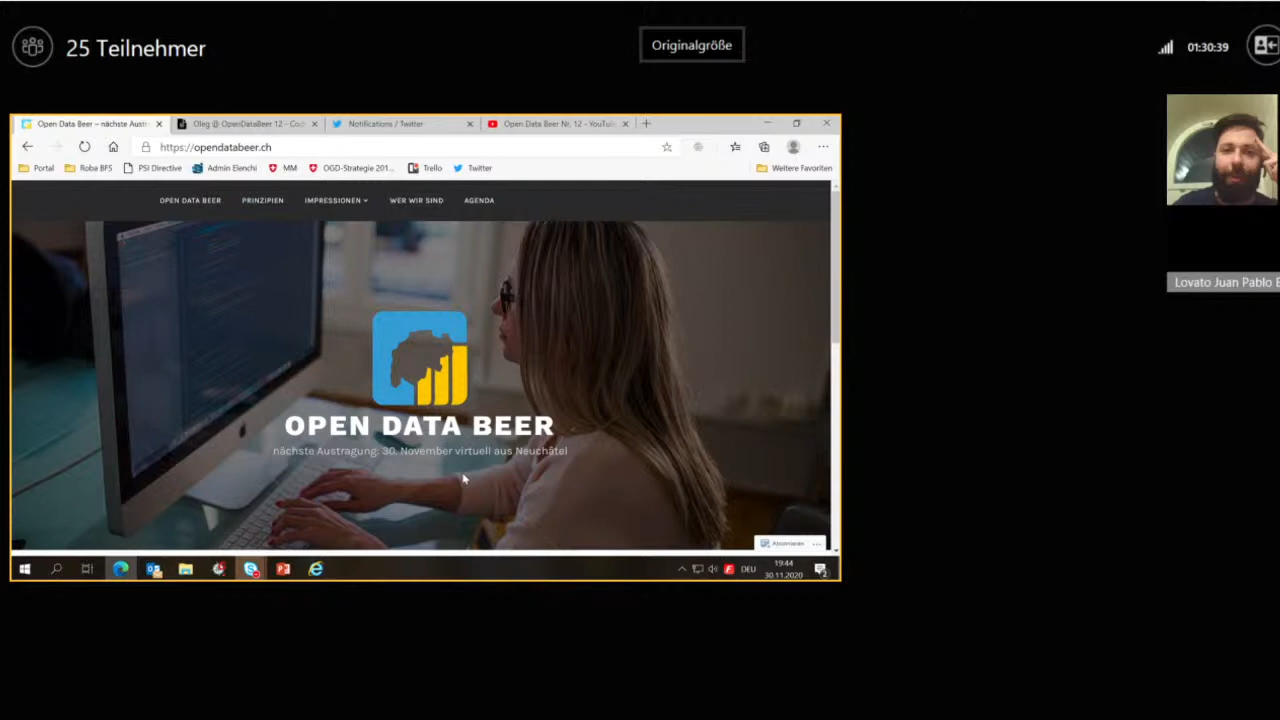 25 Teilnehmer
Originalgröße
01:30:39
Open Data Beer – nächste Austr
Oleg @ OpenDataBeer 12 - Cod
Notifications / Twitter
Open Data Beer Nr. 12 - YouTub
https://opendatabeer.ch
Portal
Roba BFS
PSI Directive
Admin Elenchi
MM
OGD-Strategie 201...
Trello
Twitter
Weitere Favoriten
OPEN DATA BEER
PRINZIPIEN
IMPRESSIONEN
WER WIR SIND
AGENDA
OPEN DATA BEER
nächste Austragung: 30. November virtuell aus Neuchâtel
Abonnieren
DEU
19:44
30.11.2020
2
Lovato Juan Pablo